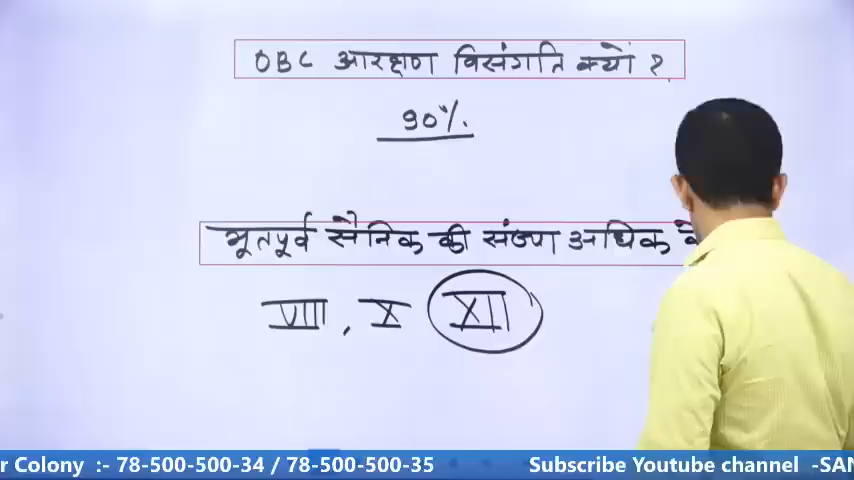 OBC आरक्षण विसंगति क्यों ?
90%.
भूतपूर्व सैनिक की संख्या अधिक
VIII, X XII
r Colony :- 78-500-500-34 / 78-500-500-35 Subscribe Youtube channel -SAN